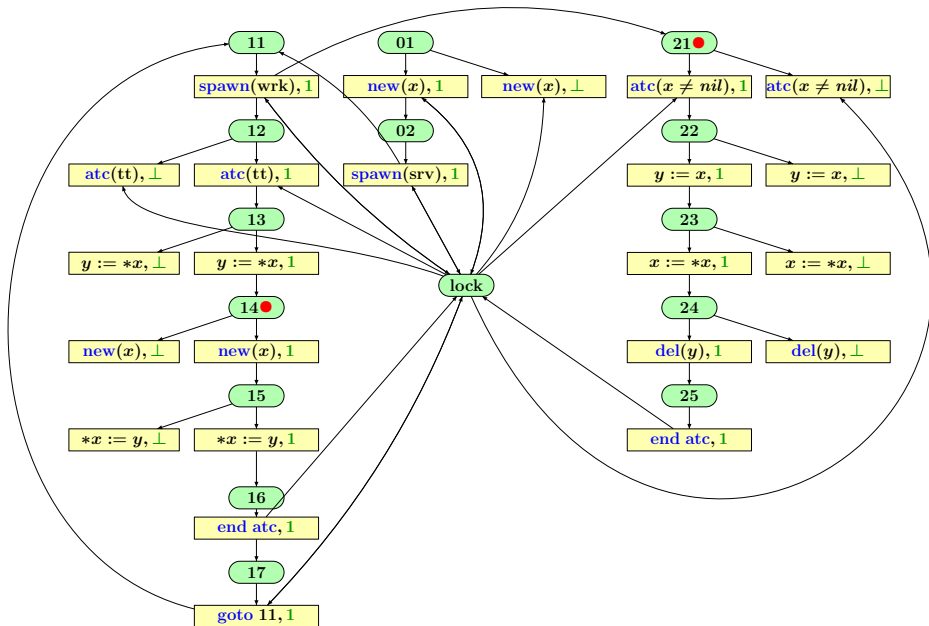 11 01 21
spawn(wrk), 1 new(x), 1 new(x), ⊥ atc(x ≠ nil), 1 atc(x ≠ nil), ⊥
12 02 22
atc(tt), ⊥ atc(tt), 1 spawn(srv), 1 y := x, 1 y := x, ⊥
13 23
y := *x, ⊥ y := *x, 1 x := *x, 1 x := *x, ⊥
lock
14 24
new(x), ⊥ new(x), 1 del(y), 1 del(y), ⊥
15 25
*x := y, ⊥ *x := y, 1 end atc, 1
16
end atc, 1
17
goto 11, 1